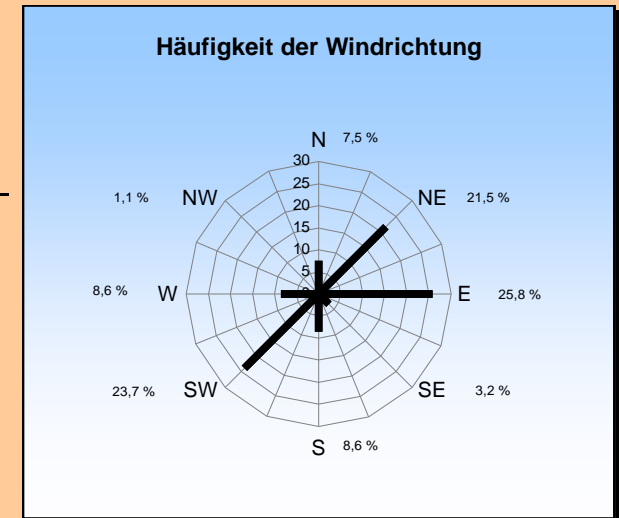 Häufigkeit der Windrichtung
N 7,5 %
30
1,1 % NW 25 NE 21,5 %
20
15
10
5
8,6 % W E 25,8 %
23,7 % SW SE 3,2 %
S 8,6 %